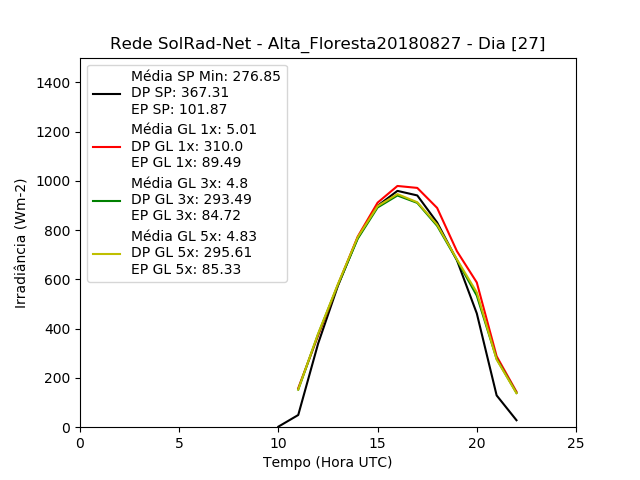 Rede SolRad-Net - Alta_Floresta20180827 - Dia [27]
Média SP Min: 276.85
DP SP: 367.31
EP SP: 101.87
Média GL 1x: 5.01
DP GL 1x: 310.0
EP GL 1x: 89.49
Média GL 3x: 4.8
DP GL 3x: 293.49
EP GL 3x: 84.72
Média GL 5x: 4.83
DP GL 5x: 295.61
EP GL 5x: 85.33
Irradiância (Wm-2)
1400
1200
1000
800
600
400
200
0
0 5 10 15 20 25
Tempo (Hora UTC)